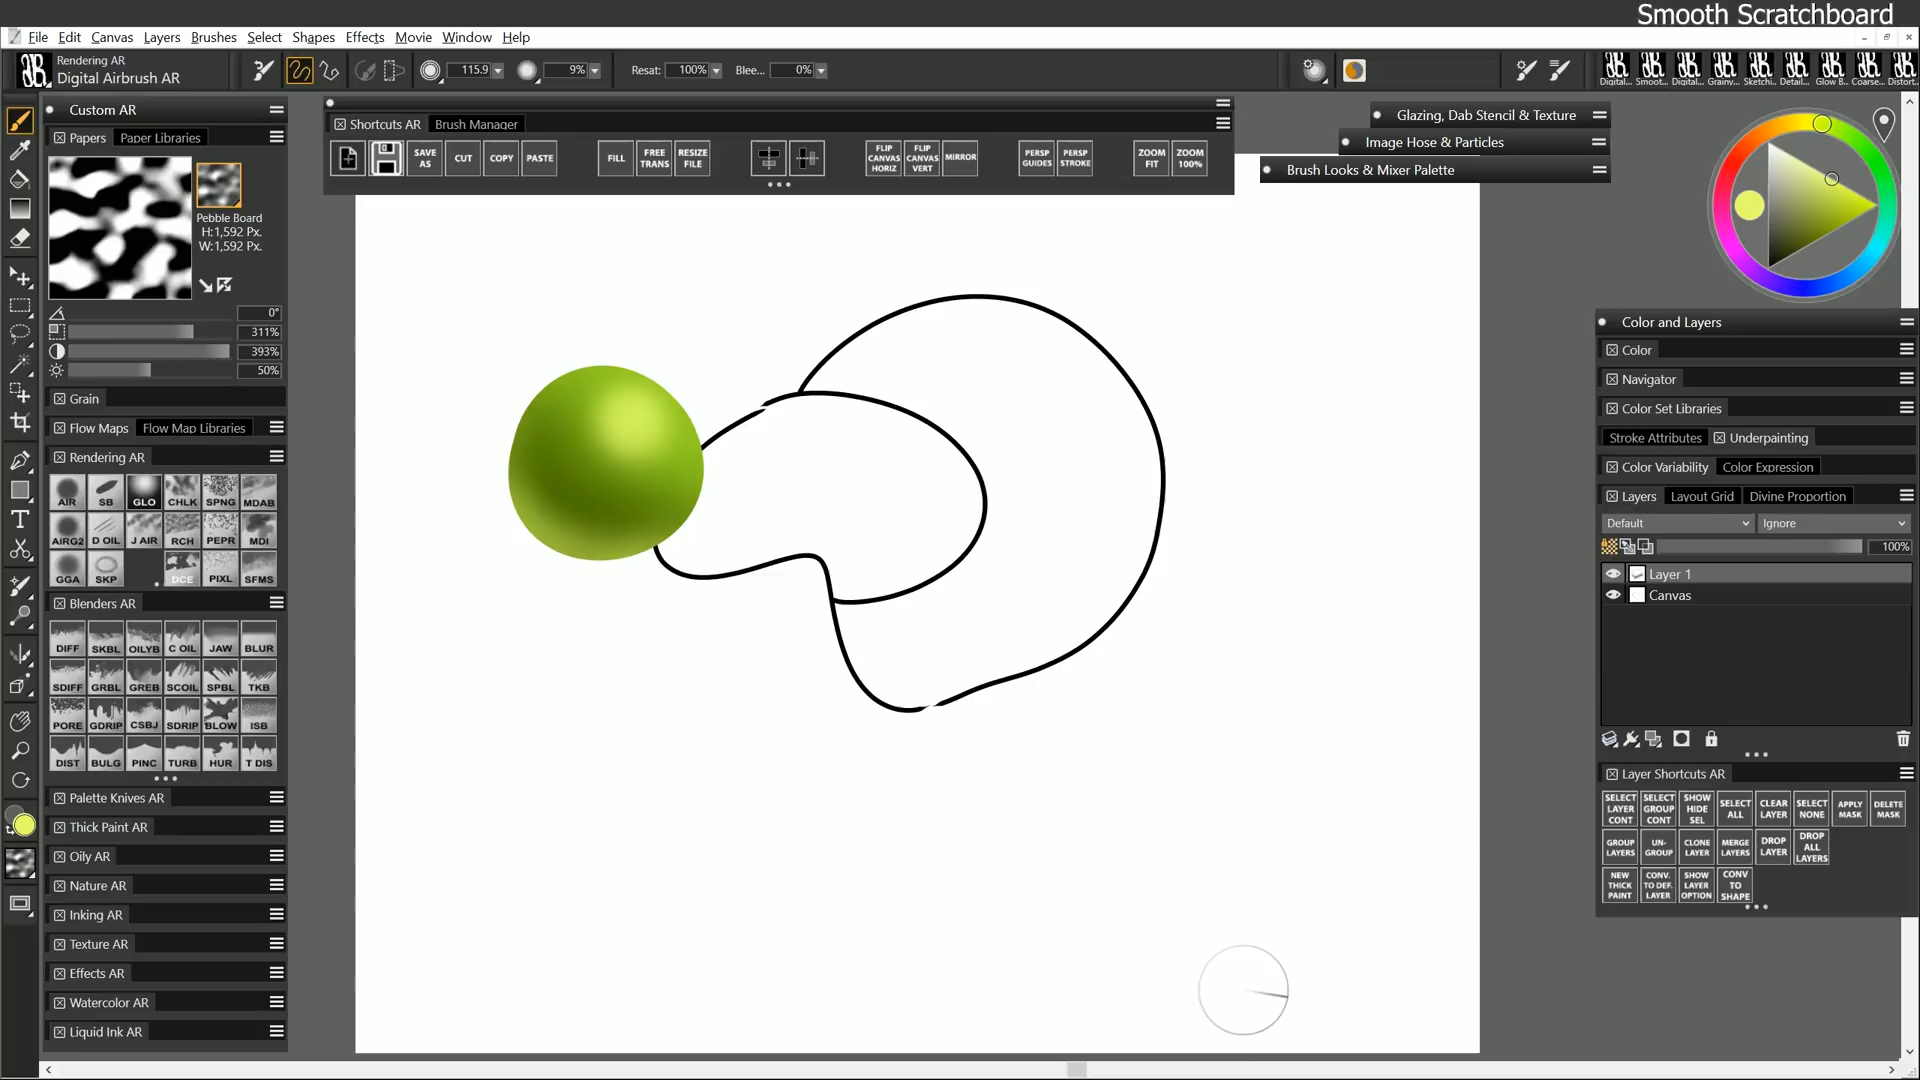 Smooth Scratchboard
File Edit Canvas Layers Brushes Select Shapes Effects Movie Window Help
Rendering AR
Digital Airbrush AR
115.9
9%
Resat: 100%
Blee... 0%
Digital... Smoot... Digital... Grainy... Sketchi... Detail... Glow B... Coarse... Distort
Custom AR
Papers Paper Libraries
Pebble Board
H:1,592 Px.
W:1,592 Px.
0°
311%
393%
50%
Grain
Flow Maps Flow Map Libraries
Rendering AR
AIR SB GLO CHLK SPNG MDAB
AIRG2 D OIL J AIR RCH PEPR MDI
GGA SKP DCE PIXL SFMS
Blenders AR
DIFF SKBL OILYB C OIL JAW BLUR
SDIFF GRBL GREB SCOIL SPBL TKB
PORE GDRIP CSBJ SDRIP BLOW ISB
DIST BULG PINC TURB HUR T DIS
Palette Knives AR
Thick Paint AR
Oily AR
Nature AR
Inking AR
Texture AR
Effects AR
Watercolor AR
Liquid Ink AR
Shortcuts AR Brush Manager
SAVE AS CUT COPY PASTE FILL FREE TRANS RESIZE FILE FLIP CANVAS HORIZ FLIP CANVAS VERT MIRROR PERSP GUIDES PERSP STROKE ZOOM FIT ZOOM 100%
Glazing, Dab Stencil & Texture
Image Hose & Particles
Brush Looks & Mixer Palette
Color and Layers
Color
Navigator
Color Set Libraries
Stroke Attributes Underpainting
Color Variability Color Expression
Layers Layout Grid Divine Proportion
Default Ignore
100%
Layer 1
Canvas
Layer Shortcuts AR
SELECT LAYER CONT SELECT GROUP CONT SHOW HIDE SEL SELECT ALL CLEAR LAYER SELECT NONE APPLY MASK DELETE MASK
GROUP LAYERS UN-GROUP CLONE LAYER MERGE LAYERS DROP LAYER DROP ALL LAYERS
NEW THICK PAINT CONV. TO DEF. LAYER SHOW LAYER OPTION CONV TO SHAPE